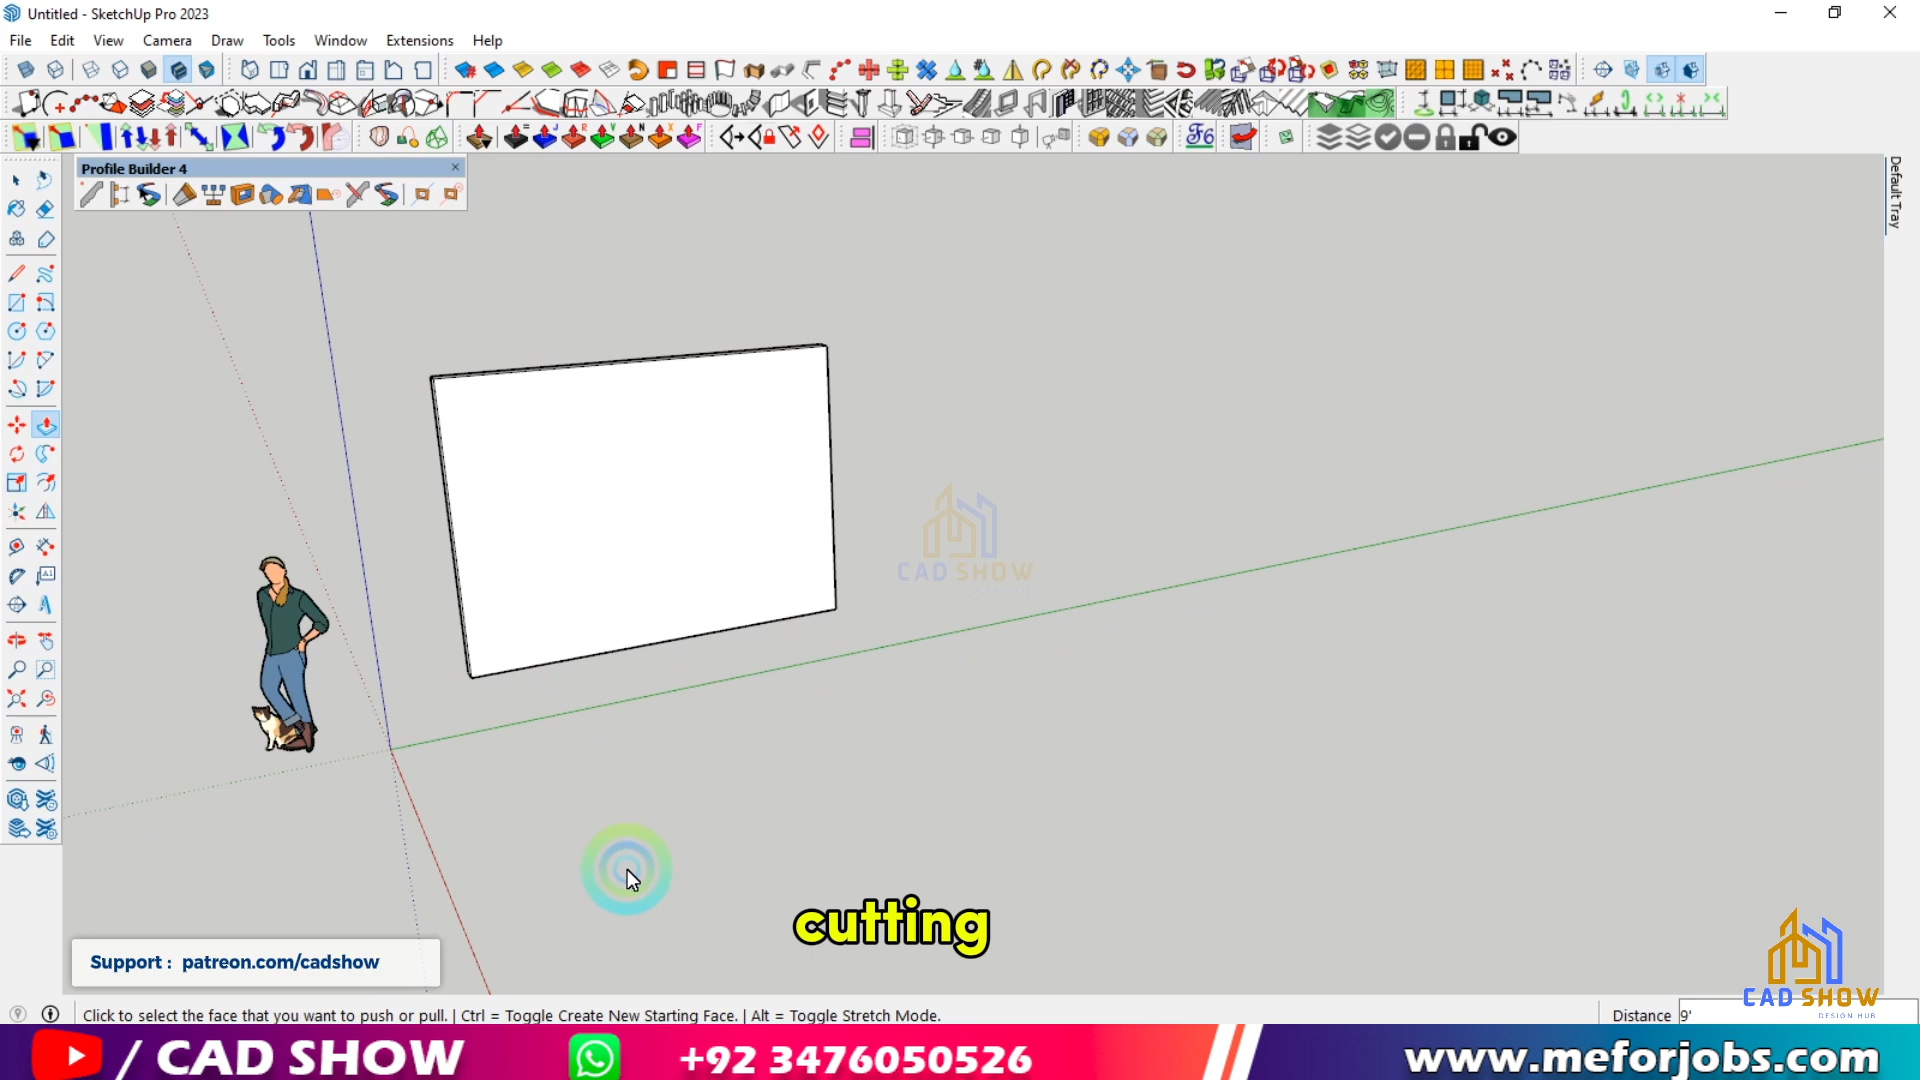 Untitled - SketchUp Pro 2023
File Edit View Camera Draw Tools Window Extensions Help
F6
Profile Builder 4
Default Tray
CAD SHOW
cutting
Support : patreon.com/cadshow
CAD SHOW
DESIGN HUB
Click to select the face that you want to push or pull. | Ctrl = Toggle Create New Starting Face. | Alt = Toggle Stretch Mode.
Distance 9'
/ CAD SHOW +92 3476050526 www.meforjobs.com